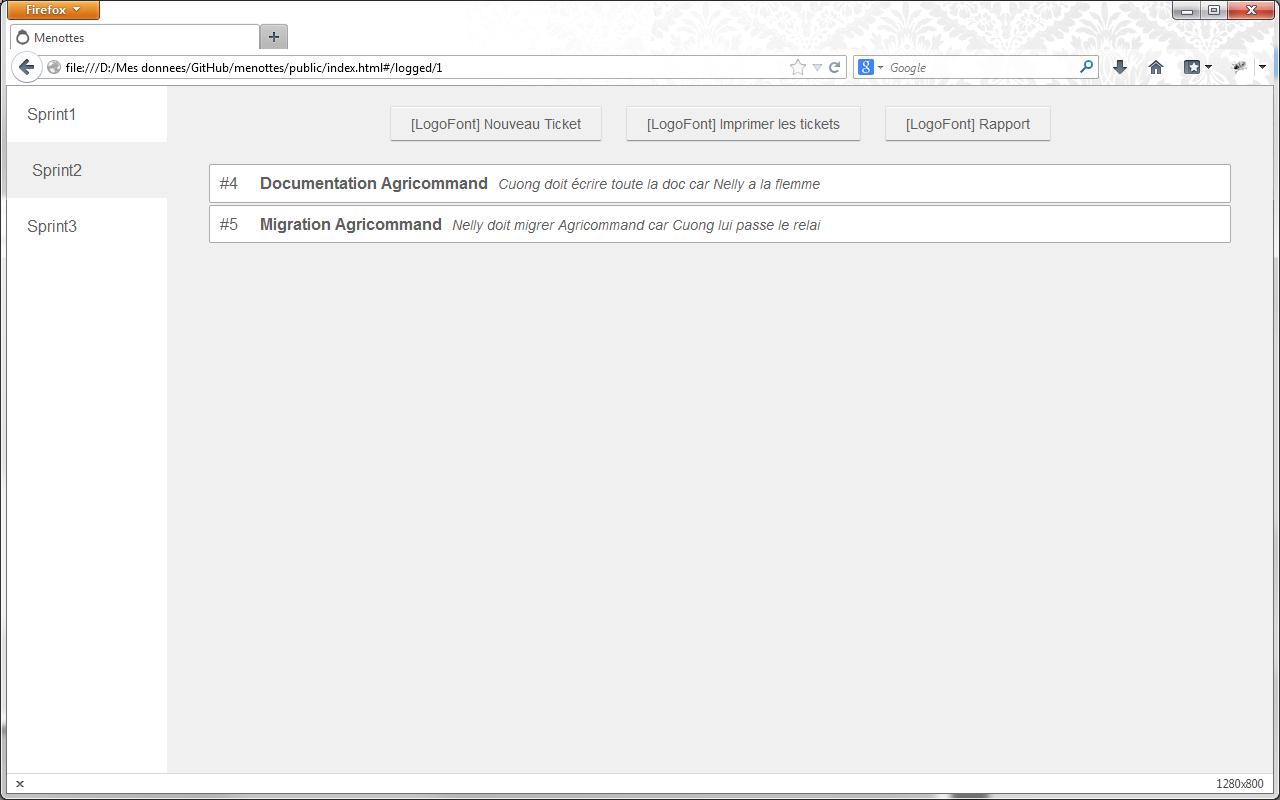 Firefox
Menottes
file:///D:/Mes donnees/GitHub/menottes/public/index.html#/logged/1
8 Google
Sprint1
Sprint2
Sprint3
[LogoFont] Nouveau Ticket [LogoFont] Imprimer les tickets [LogoFont] Rapport
#4 Documentation Agricommand Cuong doit écrire toute la doc car Nelly a la flemme
#5 Migration Agricommand Nelly doit migrer Agricommand car Cuong lui passe le relai
1280x800